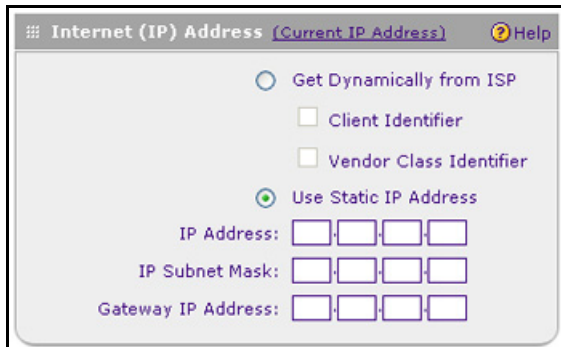 Internet (IP) Address (Current IP Address) ?Help
Get Dynamically from ISP
Client Identifier
Vendor Class Identifier
Use Static IP Address
IP Address:
IP Subnet Mask:
Gateway IP Address: